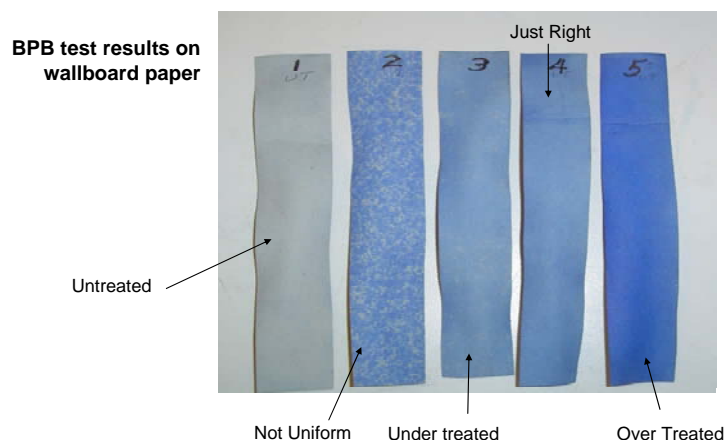 BPB test results on
wallboard paper
Just Right
1
UT
2
3
4
5
Untreated
Not Uniform
Under treated
Over Treated